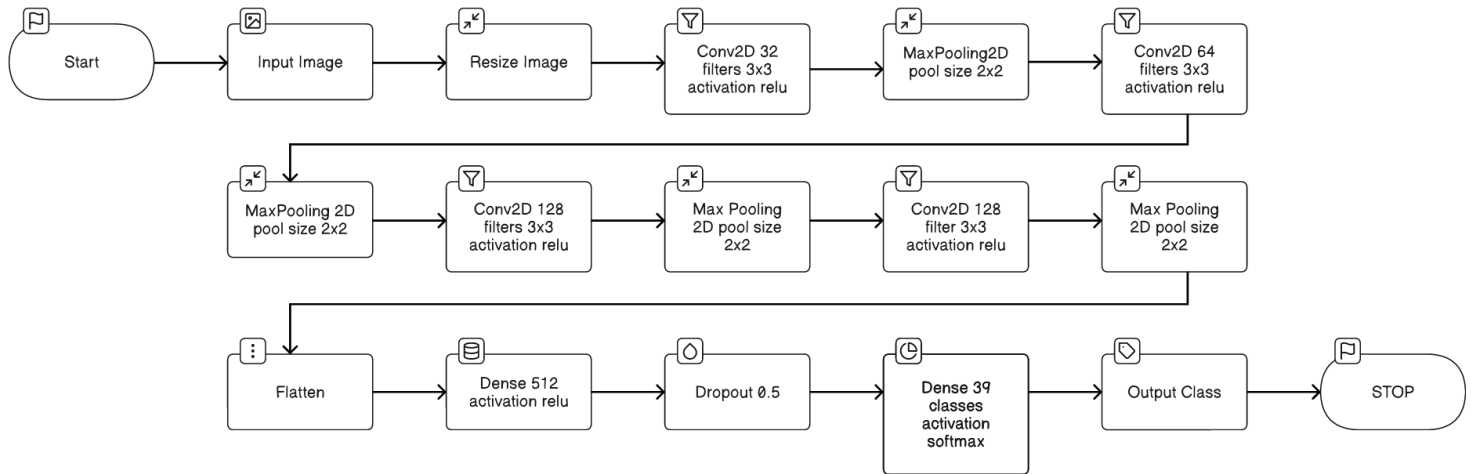 Start
Input Image
Resize Image
Conv2D 32
filters 3x3
activation relu
MaxPooling2D
pool size 2x2
Conv2D 64
filters 3x3
activation relu
MaxPooling 2D
pool size 2x2
Conv2D 128
filters 3x3
activation relu
Max Pooling
2D pool size
2x2
Conv2D 128
filter 3x3
activation relu
Max Pooling
2D pool size
2x2
Flatten
Dense 512
activation relu
Dropout 0.5
Dense 39
classes
activation
softmax
Output Class
STOP